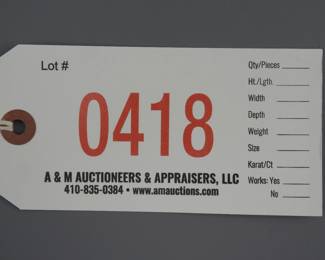 Lot #
0418
A & M AUCTIONEERS & APPRAISERS, LLC
410-835-0384 • www.amauctions.com
Qty/Pieces
Ht./Lgth.
Width
Depth
Weight
Size
Karat/Ct
Works: Yes
No